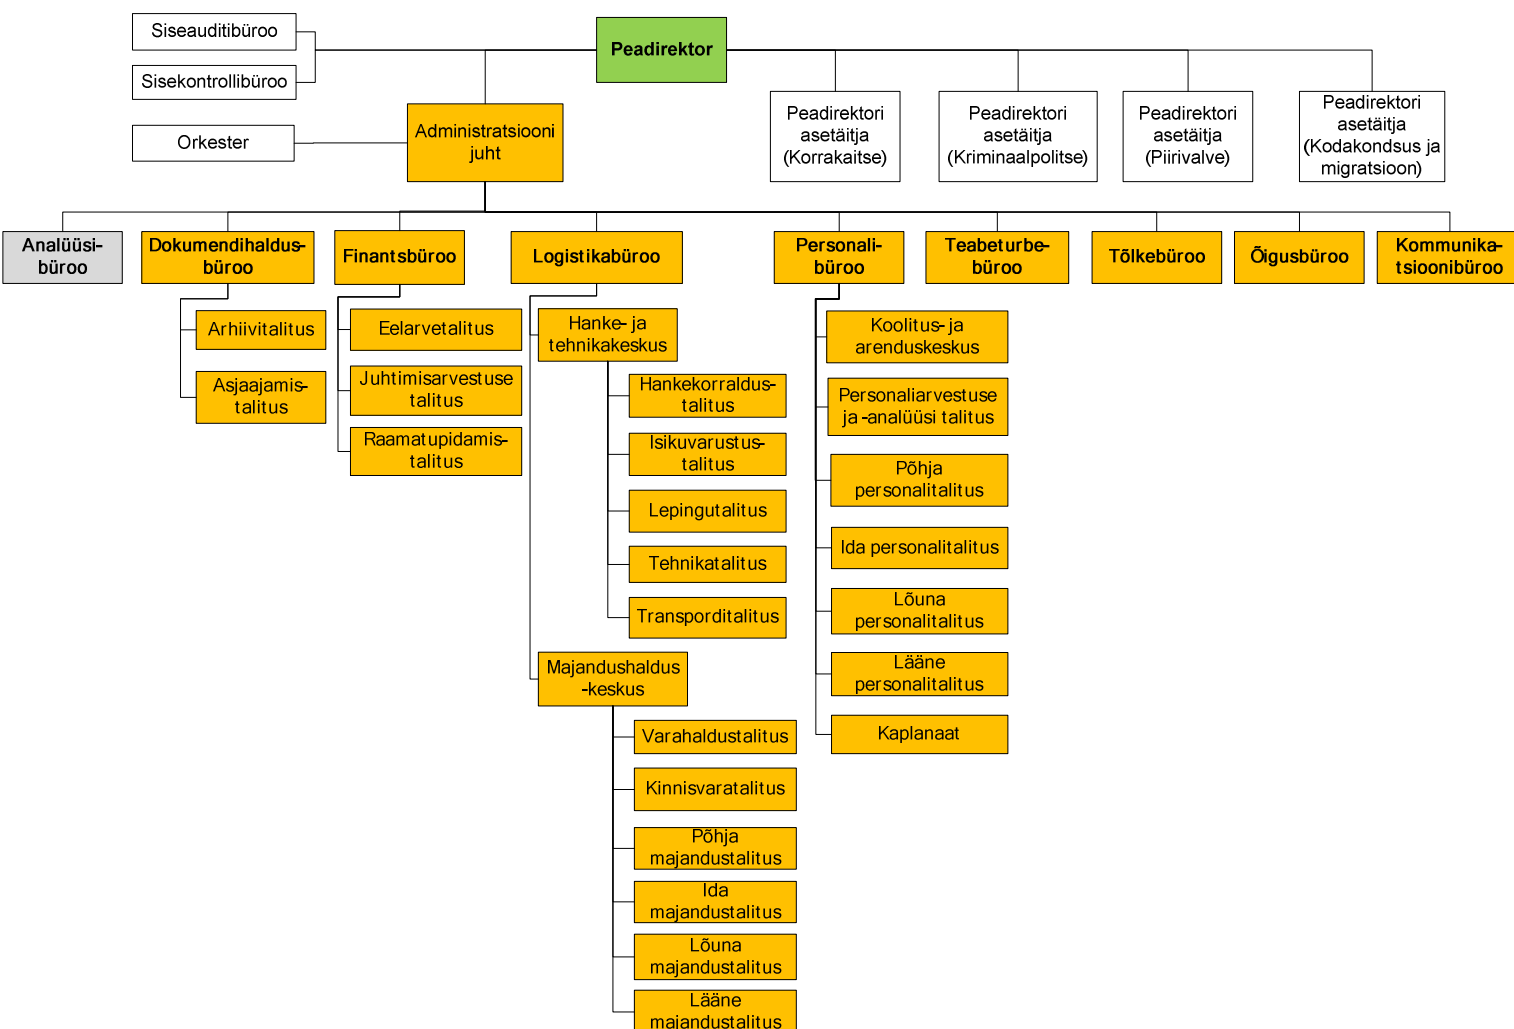 Siseauditibüroo
Sisekontrollibüroo
Peadirektor
Orkester
Administratsiooni
juht
Peadirektori
asetäitja
(Korrakaitse)
Peadirektori
asetäitja
(Kriminaalpolitse)
Peadirektori
asetäitja
(Piirivalve)
Peadirektori
asetäitja
(Kodakondsus ja
migratsioon)
Analüüsi-
büroo
Dokumendihaldus-
büroo
Finantsbüroo
Logistikabüroo
Personali-
büroo
Teabeturbe-
büroo
Tõlkebüroo
Õigusbüroo
Kommunika-
tsioonibüroo
Arhiivitalitus
Asjaajamis-
talitus
Eelarvetalitus
Juhtimisarvestuse
talitus
Raamatupidamis-
talitus
Hanke- ja
tehnikakeskus
Hankekorraldus-
talitus
Isikuvarustus-
talitus
Lepingutalitus
Tehnikatalitus
Transporditalitus
Majandushaldus
-keskus
Varahaldustalitus
Kinnisvaratalitus
Põhja
majandustalitus
Ida
majandustalitus
Lõuna
majandustalitus
Lääne
majandustalitus
Koolitus- ja
arenduskeskus
Personaliarvestuse
ja -analüüsi talitus
Põhja
personalitalitus
Ida personalitalitus
Lõuna
personalitalitus
Lääne
personalitalitus
Kaplanaat